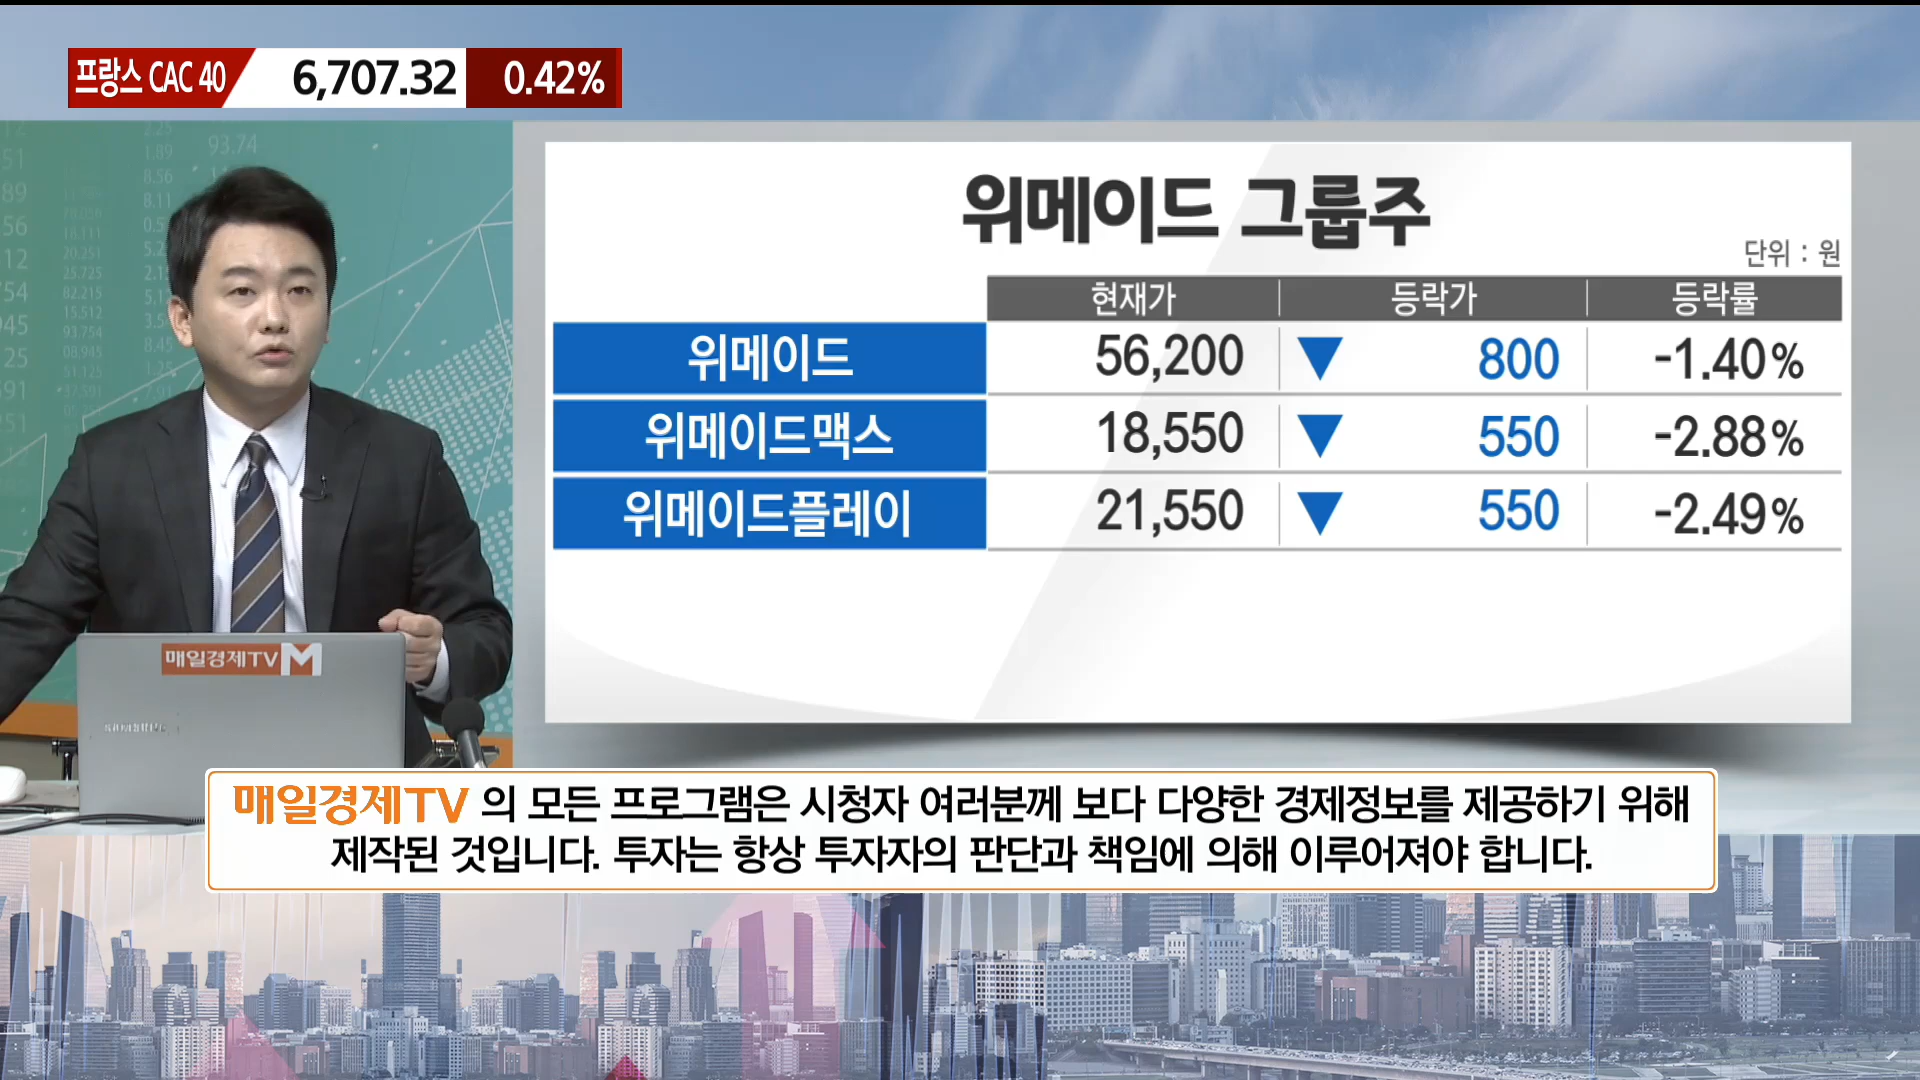 프랑스 CAC 40 6,707.32 0.42%
위메이드 그룹주
단위 : 원
현재가 등락가 등락률
위메이드 56,200 ▼ 800 -1.40%
위메이드맥스 18,550 ▼ 550 -2.88%
위메이드플레이 21,550 ▼ 550 -2.49%
93.74
매일경제TV M
매일경제TV 의 모든 프로그램은 시청자 여러분께 보다 다양한 경제정보를 제공하기 위해
제작된 것입니다. 투자는 항상 투자자의 판단과 책임에 의해 이루어져야 합니다.